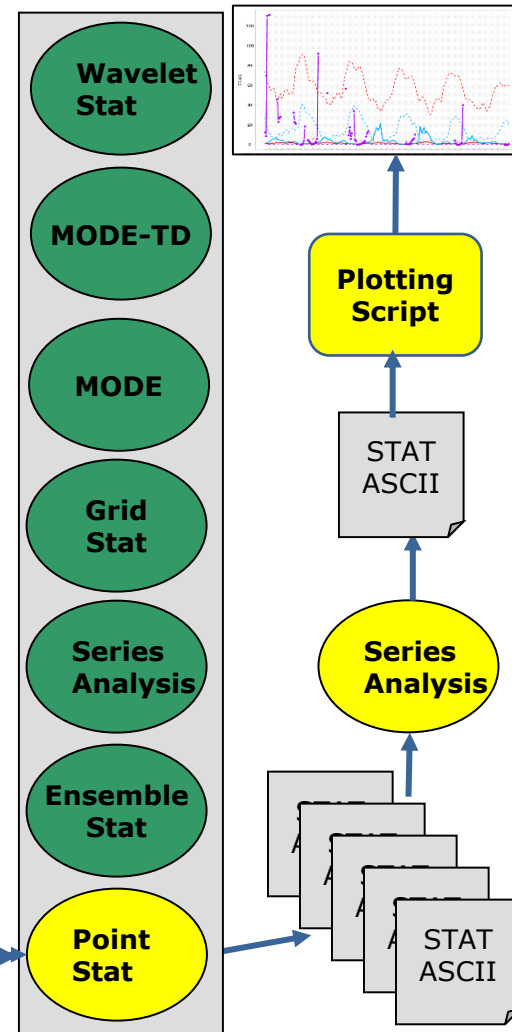 Wavelet
Stat
MODE-TD
MODE
Grid
Stat
Series
Analysis
Ensemble
Stat
Point
Stat
Plotting
Script
STAT
ASCII
Series
Analysis
STAT
ASCII